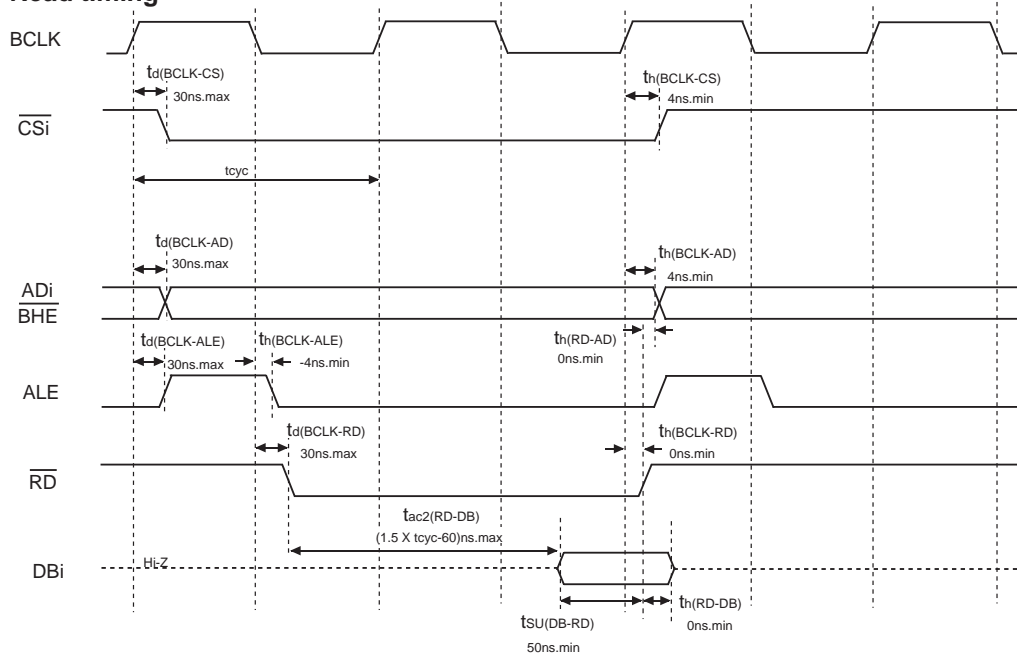 Read timing
BCLK
td(BCLK-CS)
30ns.max
th(BCLK-CS)
4ns.min
CSi
tcyc
td(BCLK-AD)
30ns.max
th(BCLK-AD)
4ns.min
ADi
BHE
td(BCLK-ALE)
30ns.max
th(BCLK-ALE)
-4ns.min
th(RD-AD)
0ns.min
ALE
td(BCLK-RD)
30ns.max
th(BCLK-RD)
0ns.min
RD
tac2(RD-DB)
(1.5 X tcyc-60)ns.max
Hi-Z
DBi
tSU(DB-RD)
50ns.min
th(RD-DB)
0ns.min